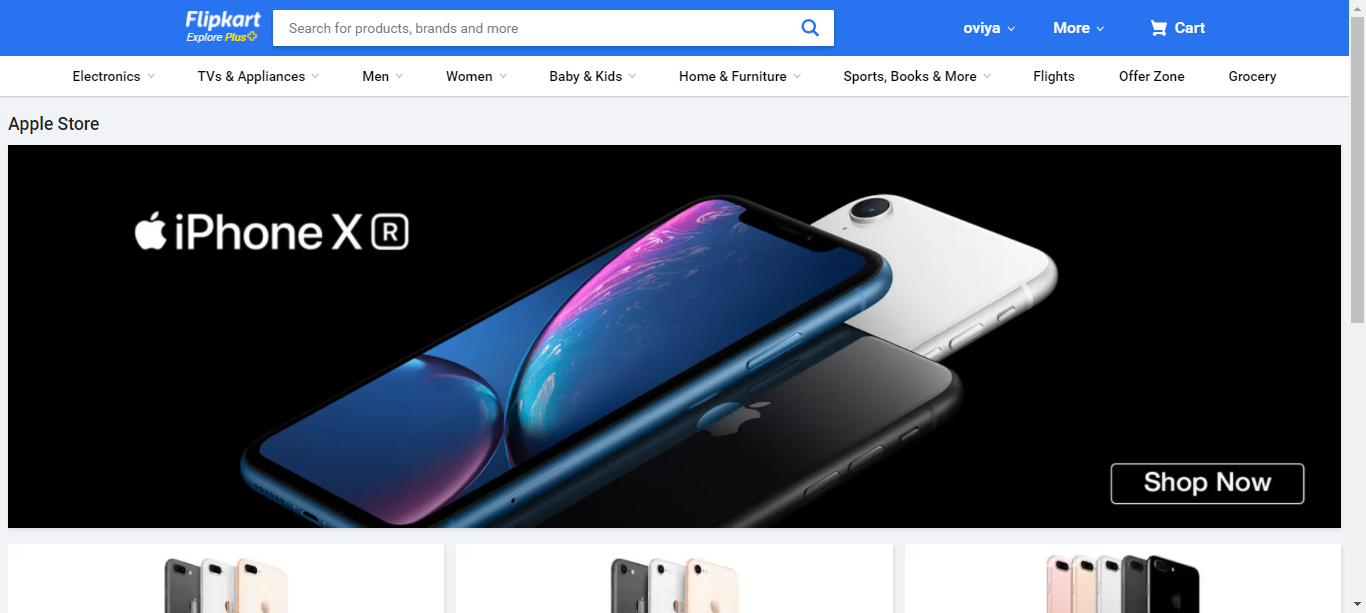 Flipkart
Explore Plus
Search for products, brands and more
oviya
More
Cart
Electronics
TVs & Appliances
Men
Women
Baby & Kids
Home & Furniture
Sports, Books & More
Flights
Offer Zone
Grocery
Apple Store
iPhone XR
Shop Now